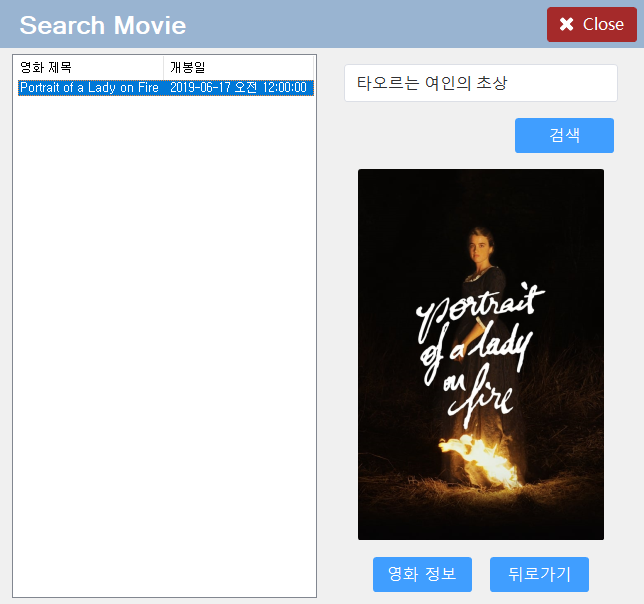 Search Movie
Close
영화 제목 개봉일
Portrait of a Lady on Fire 2019-06-17 오전 12:00:00
타오르는 여인의 초상
검색
portrait
of a lady
on
fire
영화 정보
뒤로가기